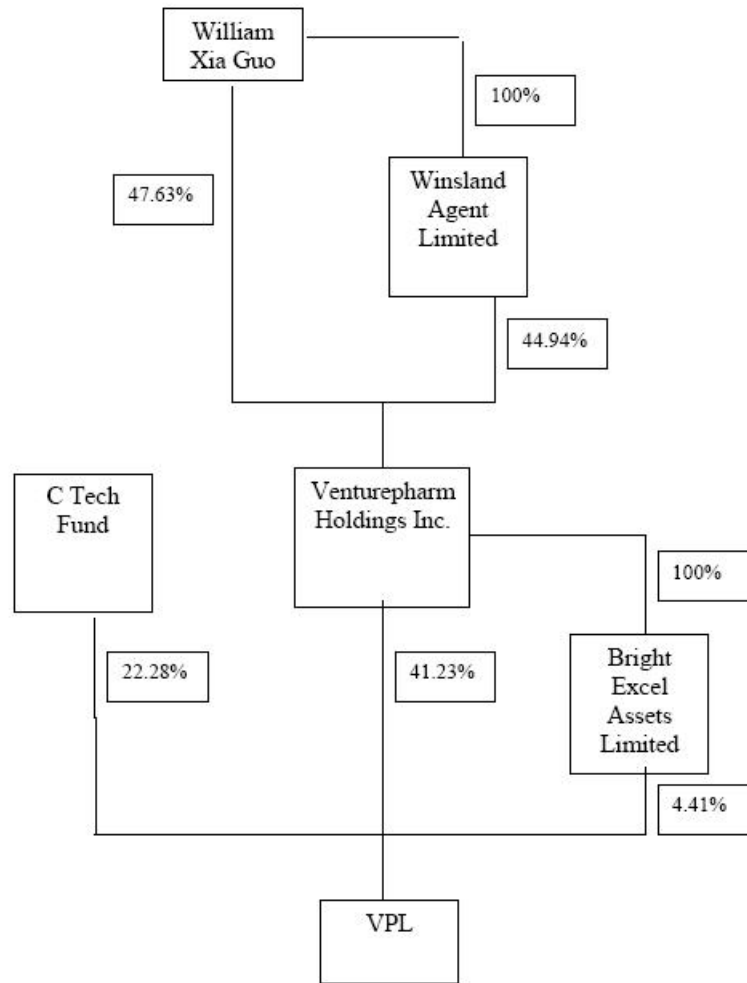 William
Xia Guo
100%
47.63%
Winsland
Agent
Limited
44.94%
C Tech
Fund
Venturepharm
Holdings Inc.
100%
22.28%
41.23%
Bright
Excel
Assets
Limited
4.41%
VPL